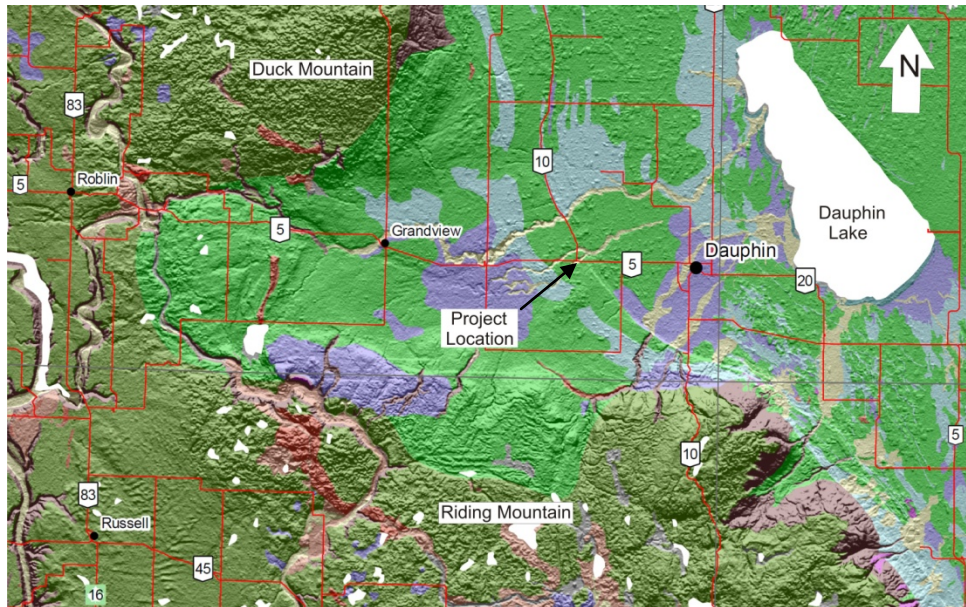 N
Duck Mountain
83
10
5
Roblin
5
Grandview
Dauphin
Lake
5
Dauphin
20
Project
Location
10
5
83
Riding Mountain
Russell
45
16